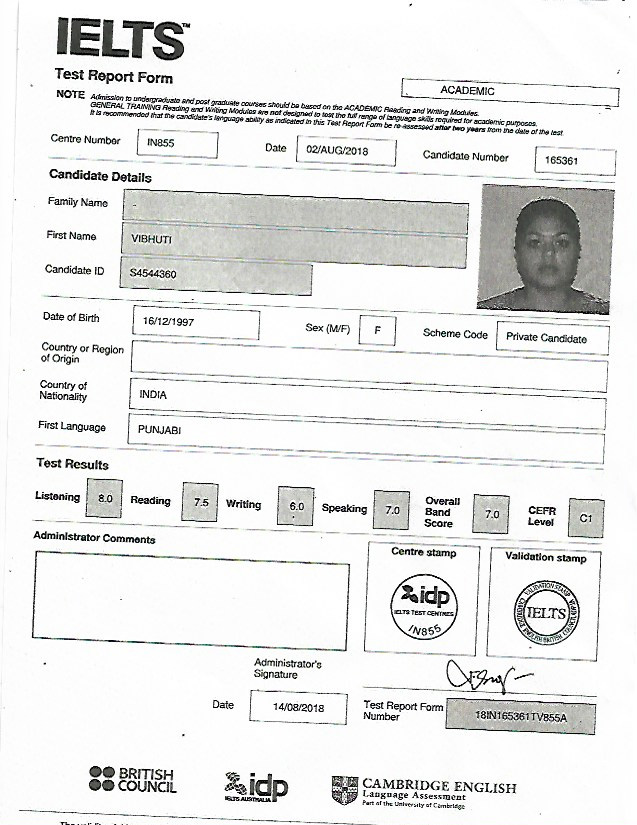 IELTS™
Test Report Form
ACADEMIC
NOTE Admission to undergraduate and post graduate courses should be based on the ACADEMIC Reading and Writing Modules.
GENERAL TRAINING Reading and Writing Modules are not designed to test the full range of language skills required for academic purposes.
It is recommended that the candidate's language ability as indicated in this Test Report Form be re-assessed after two years from the date of the test.
Centre Number IN855 Date 02/AUG/2018 Candidate Number 165361
Candidate Details
Family Name -
First Name VIBHUTI
Candidate ID S4544360
Date of Birth 16/12/1997 Sex (M/F) F Scheme Code Private Candidate
Country or Region
of Origin
Country of
Nationality INDIA
First Language PUNJABI
Test Results
Listening 8.0 Reading 7.5 Writing 6.0 Speaking 7.0 Overall Band Score 7.0 CEFR Level C1
Administrator Comments
Centre stamp
Validation stamp
idp
IELTS TEST CENTRES
IN855
VALIDATION STAMP
IELTS
Administrator's
Signature
Date 14/08/2018
Test Report Form
Number 18IN165361TV855A
BRITISH
COUNCIL
idp
IELTS AUSTRALIA
CAMBRIDGE ENGLISH
Language Assessment
Part of the University of Cambridge